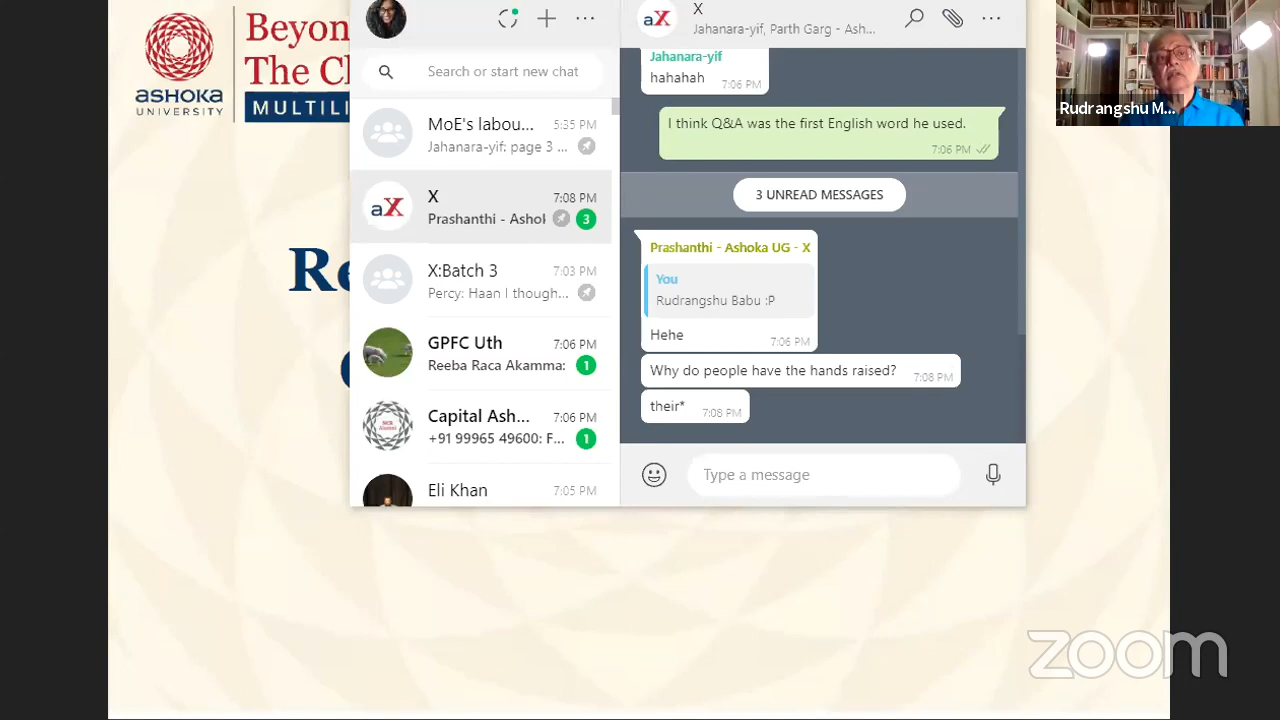 Beyon
The Cl
MULTILI
ASHOKA
UNIVERSITY
Re
Search or start new chat
MoE's labou...
5:35 PM
Jahanara-yif: page 3 ...
aX
X
7:08 PM
Prashanthi - Ashok
3
X:Batch 3
7:03 PM
Percy: Haan I though...
GPFC Uth
7:06 PM
Reeba Raca Akamma:
1
NCR
Alumni
Capital Ash...
7:06 PM
+91 99965 49600: F...
1
Eli Khan
7:05 PM
aX
X
Jahanara-yif, Parth Garg - Ash...
Jahanara-yif
hahahah
7:06 PM
I think Q&A was the first English word he used.
7:06 PM
3 UNREAD MESSAGES
Prashanthi - Ashoka UG - X
You
Rudrangshu Babu :P
Hehe
7:06 PM
Why do people have the hands raised?
7:08 PM
their*
7:08 PM
Type a message
Rudrangshu M...
zoom